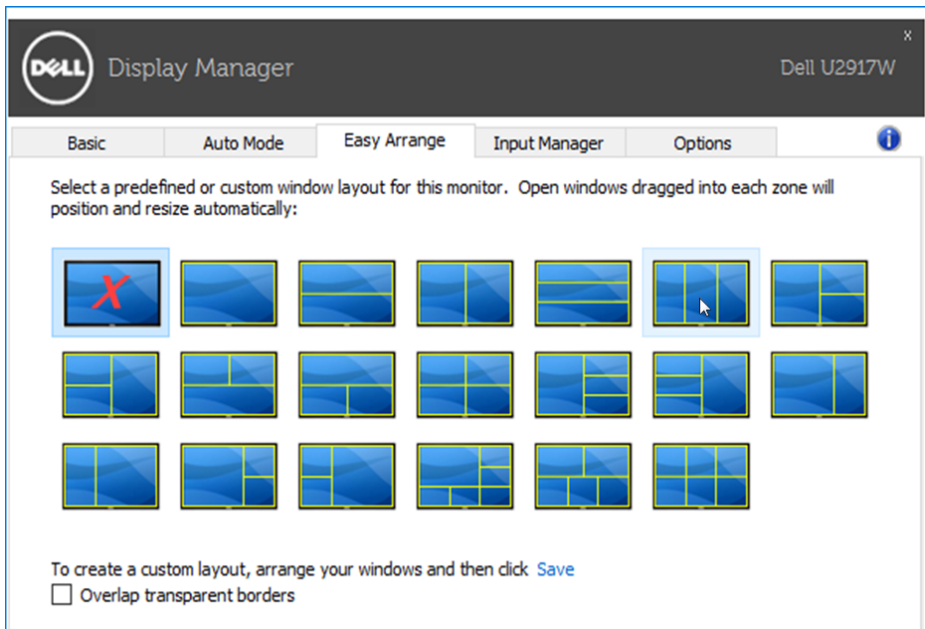 x
DELL Display Manager Dell U2917W
Basic Auto Mode Easy Arrange Input Manager Options i
Select a predefined or custom window layout for this monitor. Open windows dragged into each zone will
position and resize automatically:
X
To create a custom layout, arrange your windows and then click Save
Overlap transparent borders